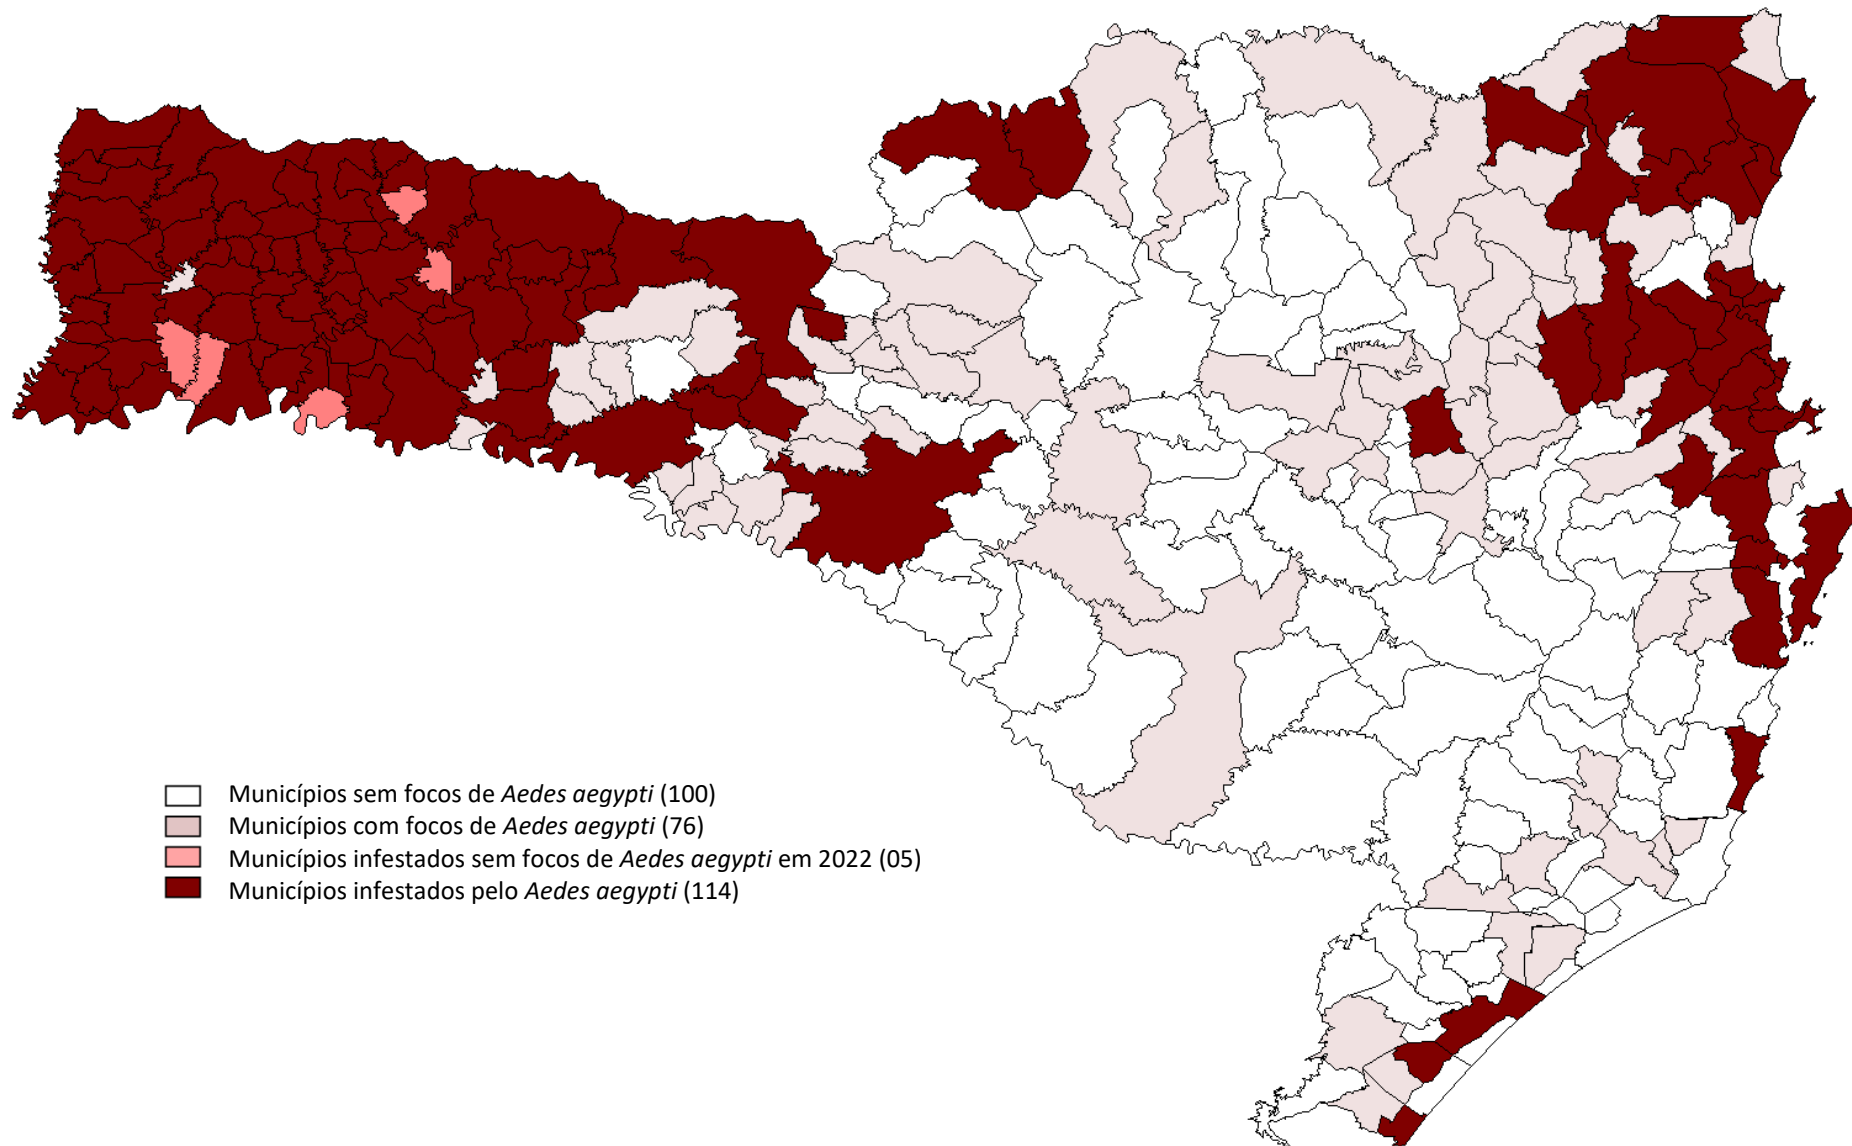 Municípios sem focos de Aedes aegypti (100)
Municípios com focos de Aedes aegypti (76)
Municípios infestados sem focos de Aedes aegypti em 2022 (05)
Municípios infestados pelo Aedes aegypti (114)